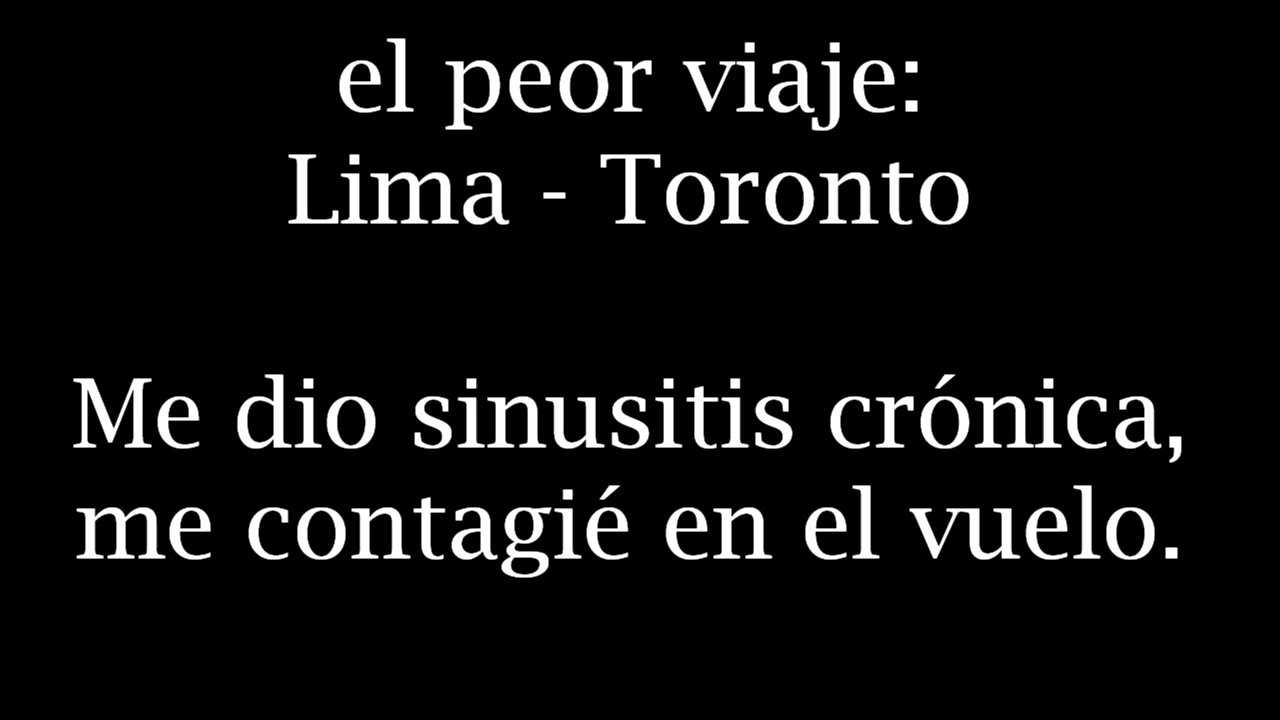 el peor viaje:
Lima - Toronto
Me dio sinusitis crónica,
me contagié en el vuelo.